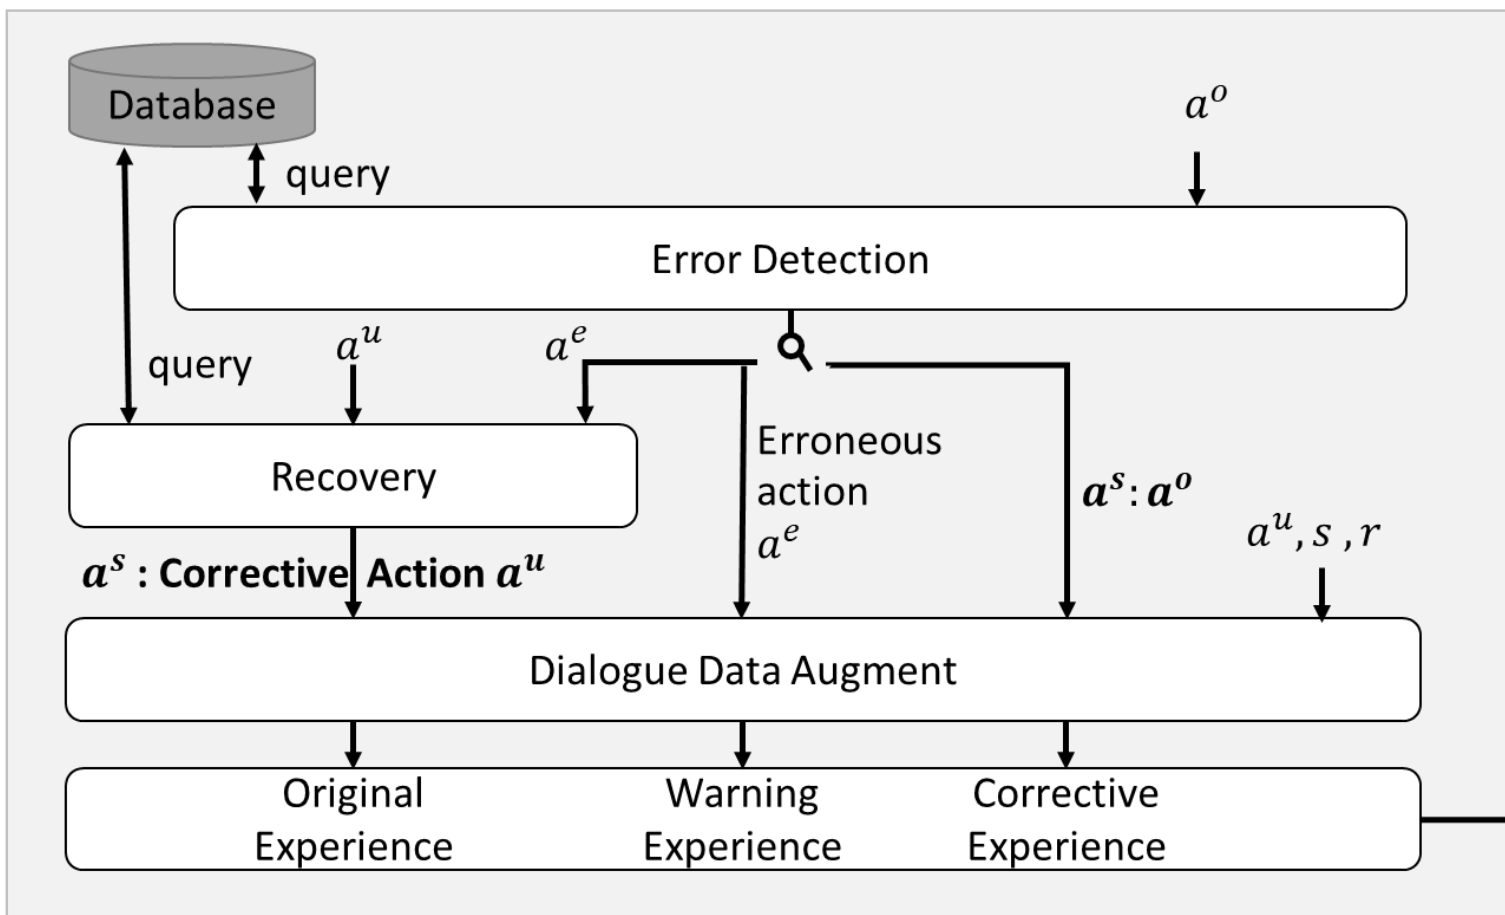 Database
a^o
query
Error Detection
a^u
a^e
query
Erroneous
action
a^e
Recovery
a^s: a^o
a^u, s , r
a^s : Corrective Action a^u
Dialogue Data Augment
Original
Experience
Warning
Experience
Corrective
Experience